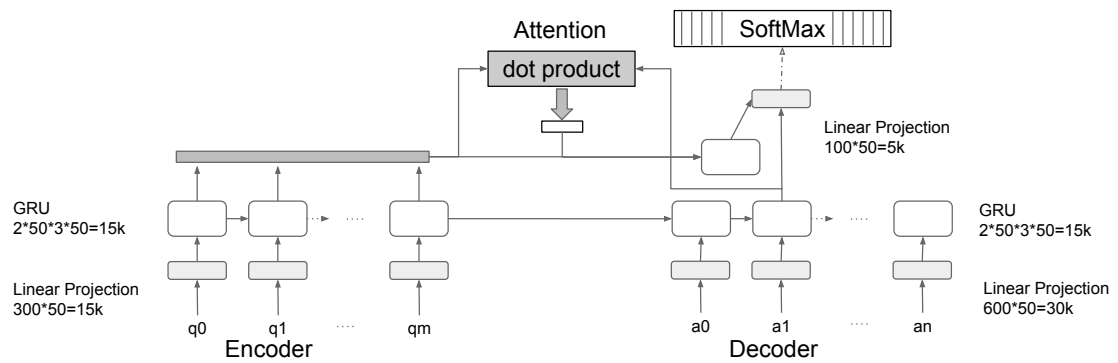 Attention
SoftMax
dot product
Linear Projection
100*50=5k
GRU
2*50*3*50=15k
GRU
2*50*3*50=15k
Linear Projection
300*50=15k
Linear Projection
600*50=30k
q0 q1 .... qm a0 a1 .... an
Encoder Decoder